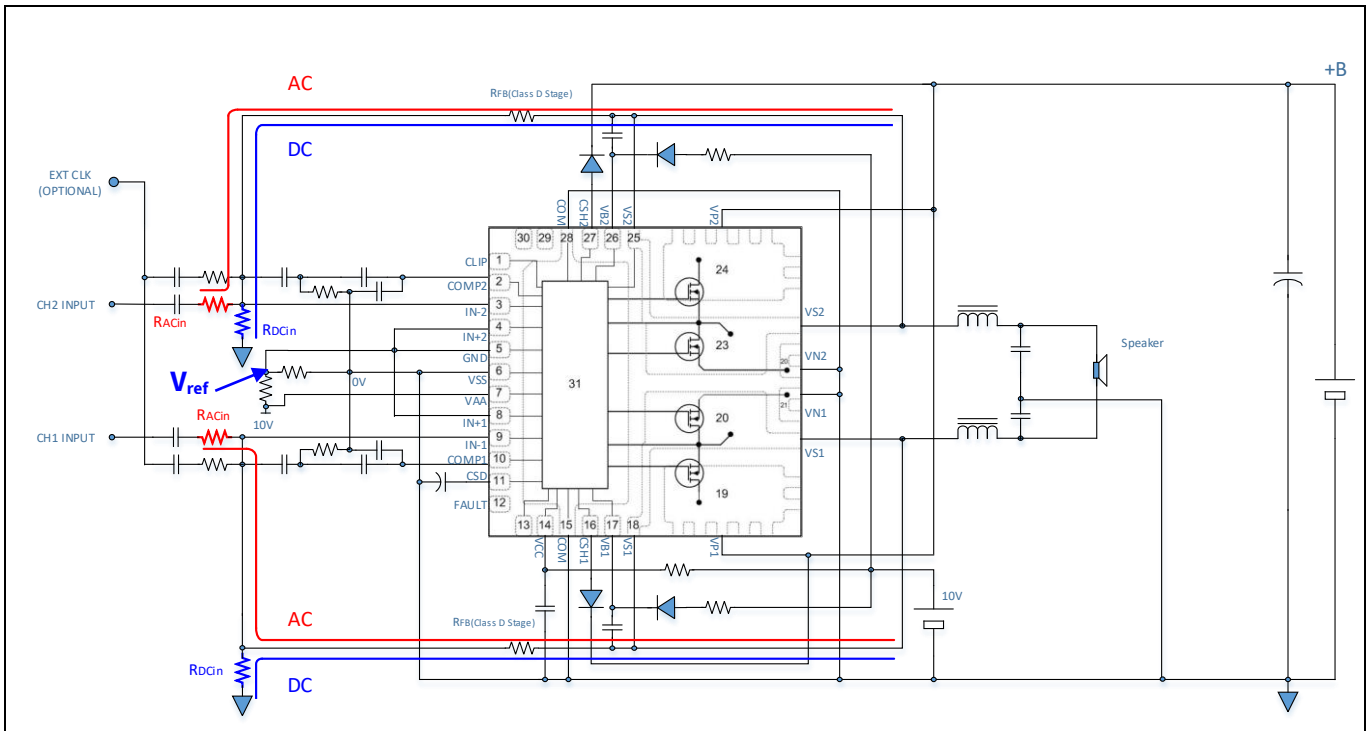 +B
AC
RFB(Class D Stage)
DC
EXT CLK
(OPTIONAL)
COM
CSH2
VB2
VS2
VP2
30
29
28
27
26
25
CLIP
1
24
COMP2
2
CH2 INPUT
RACin
IN-2
3
RDCin
IN+2
4
VS2
23
Speaker
GND
5
VN2
20
Vref
0V
VSS
6
31
VAA
7
21
VN1
10V
RACin
IN+1
8
20
CH1 INPUT
IN-1
9
VS1
COMP1
10
CSD
11
19
FAULT
12
13
14
15
16
17
18
VCC
COM
CSH1
VB1
VS1
VP1
10V
AC
RFB(Class D Stage)
RDCin
DC